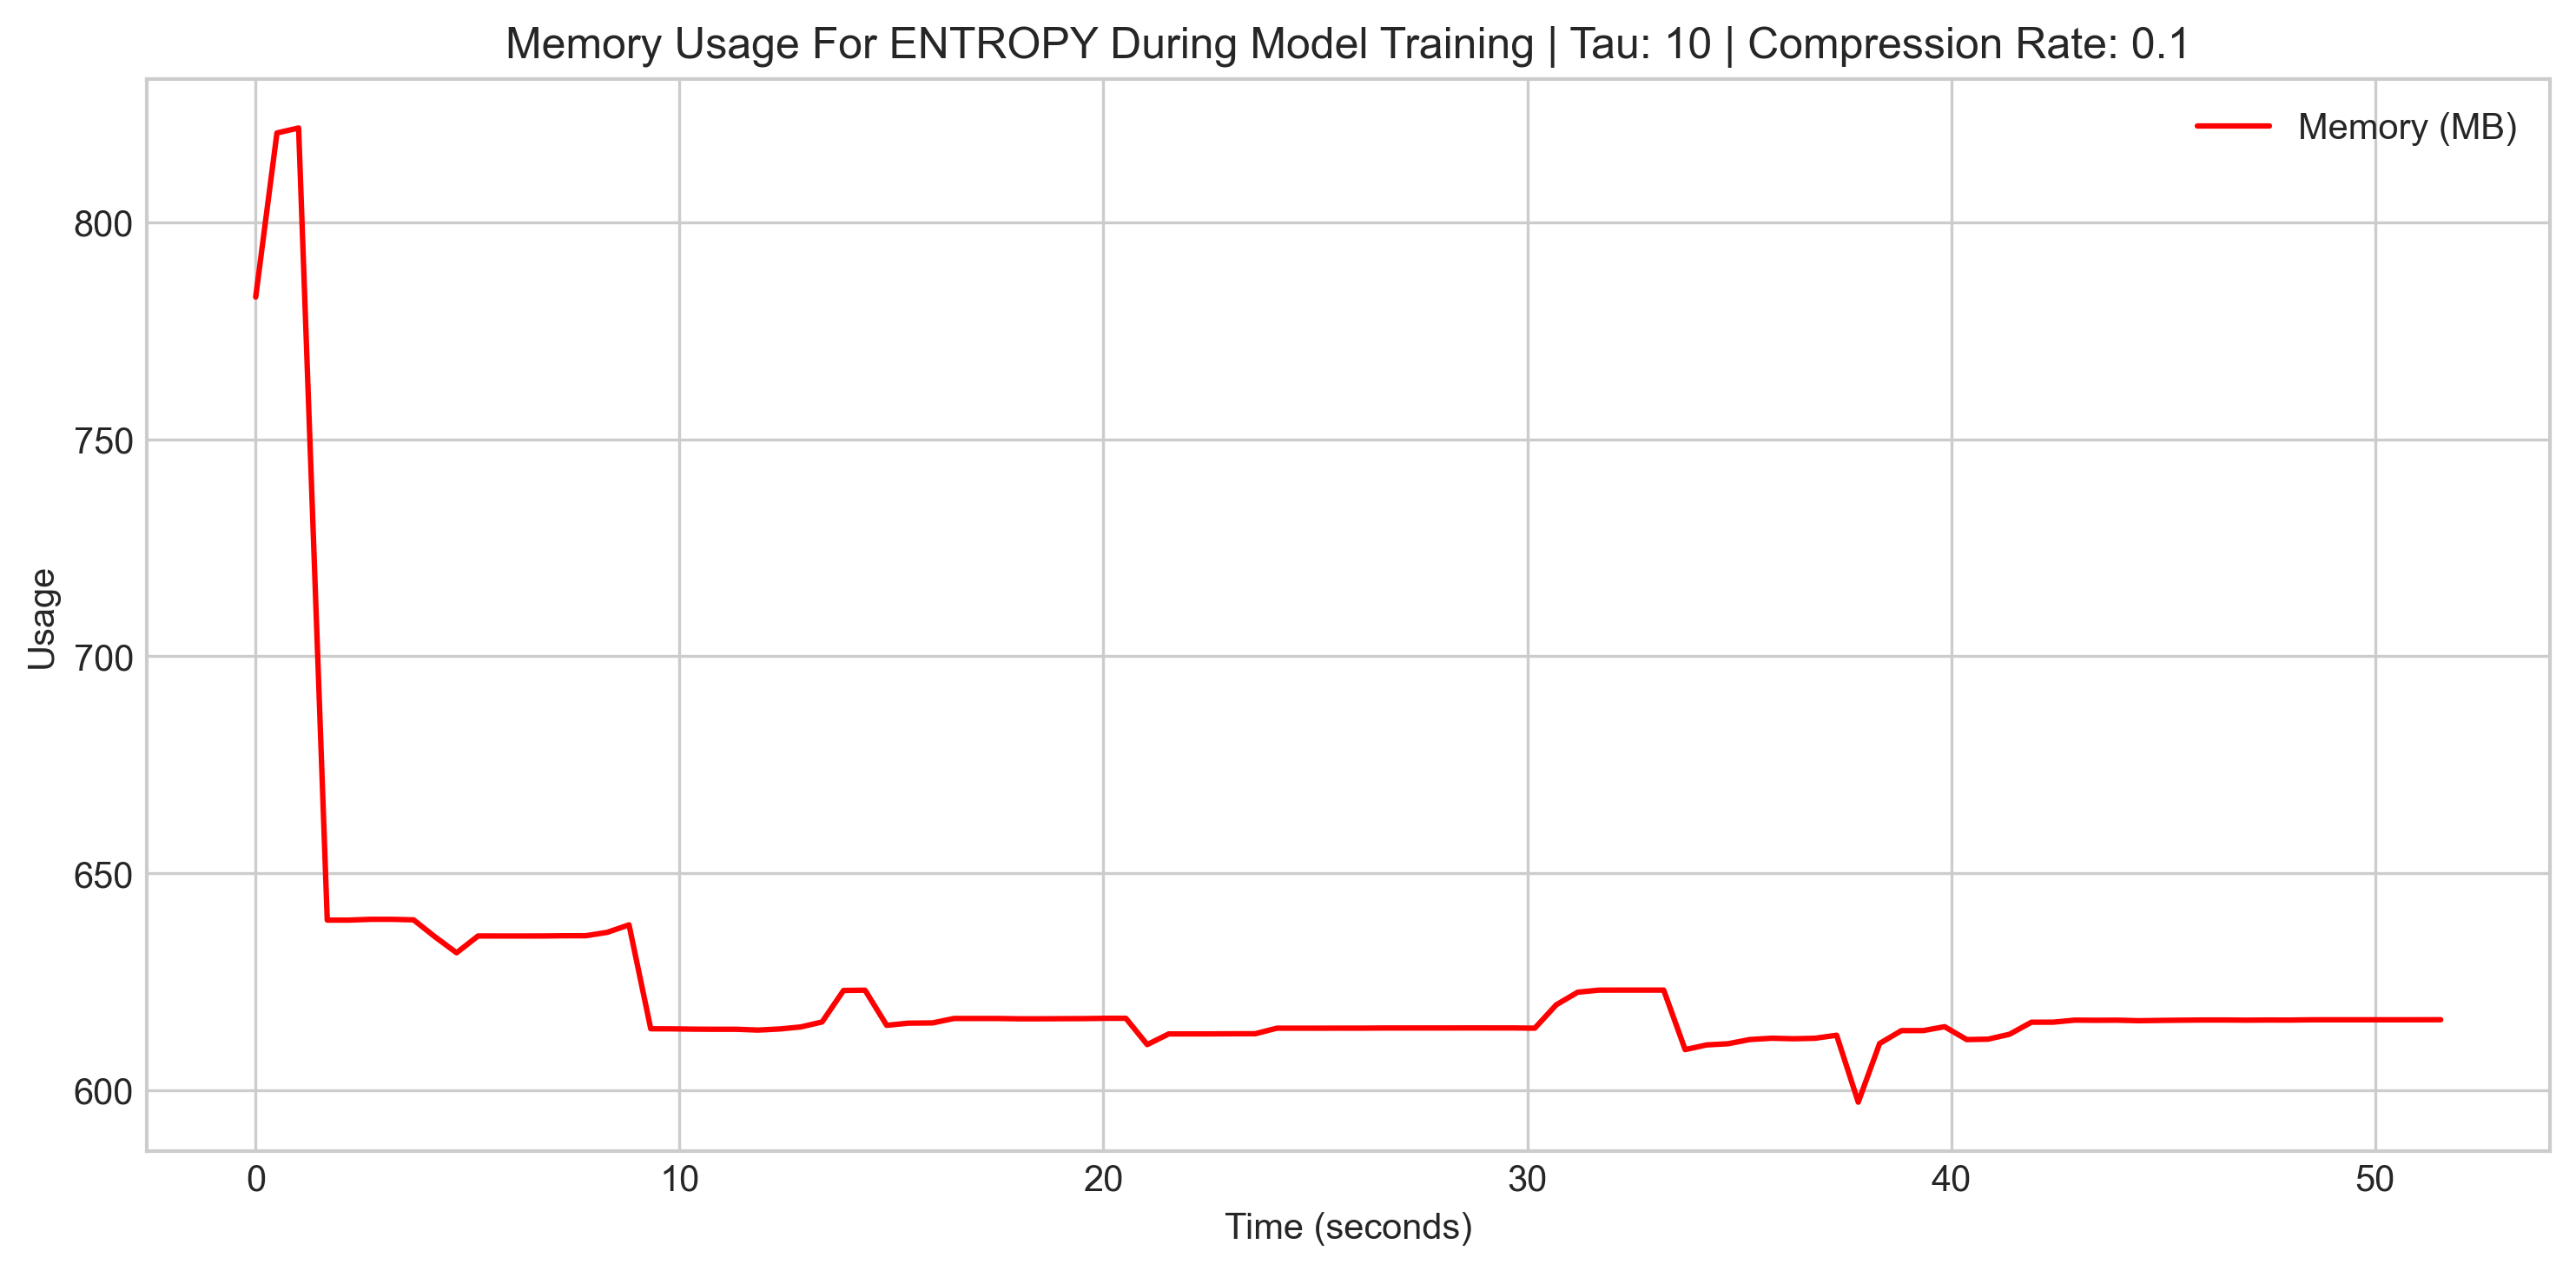 Memory Usage For ENTROPY During Model Training | Tau: 10 | Compression Rate: 0.1
Memory (MB)
800
750
700
650
600
Usage
0 10 20 30 40 50
Time (seconds)